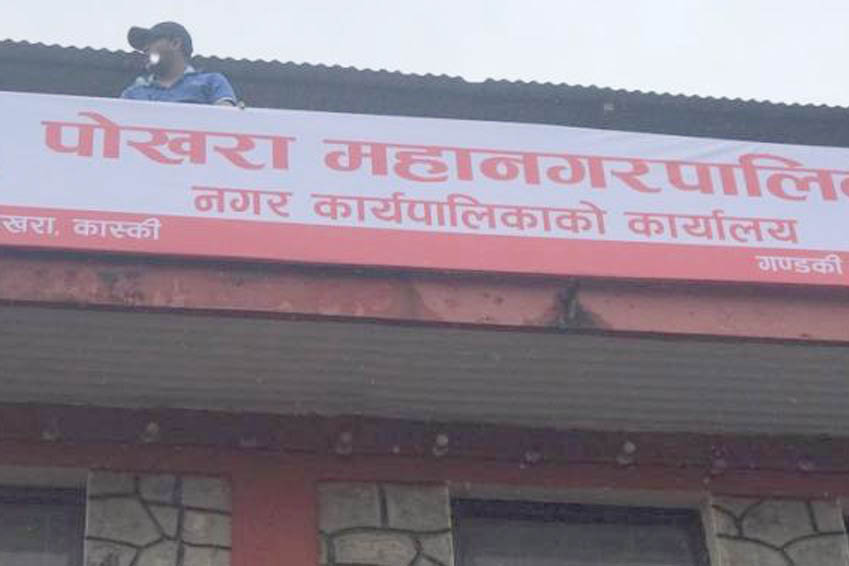 पोखरा महानगरपालि
नगर कार्यपालिकाको कार्यालय
खरा, कास्की
गण्डकी